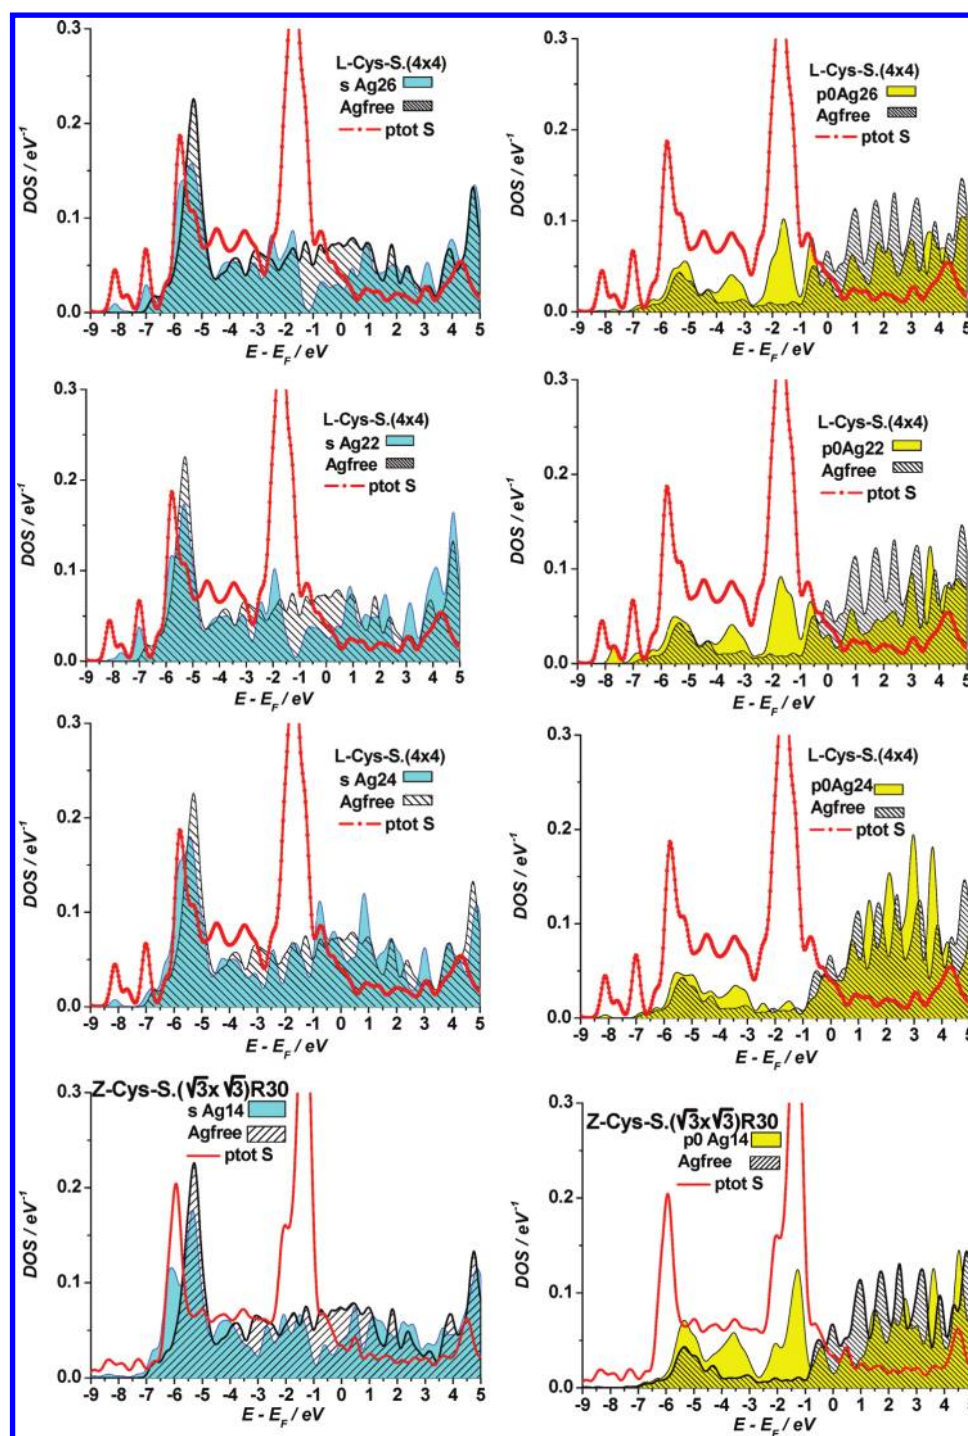 0.3
L-Cys-S.(4x4)
s Ag26
Agfree
ptot S
0.2
0.1
0.0
DOS / eV⁻¹
-9 -8 -7 -6 -5 -4 -3 -2 -1 0 1 2 3 4 5
E - E_F / eV
0.3
L-Cys-S.(4x4)
p0Ag26
Agfree
ptot S
0.2
0.1
0.0
DOS / eV⁻¹
-9 -8 -7 -6 -5 -4 -3 -2 -1 0 1 2 3 4 5
E - E_F / eV
0.3
L-Cys-S.(4x4)
s Ag22
Agfree
ptot S
0.2
0.1
0.0
DOS / eV⁻¹
-9 -8 -7 -6 -5 -4 -3 -2 -1 0 1 2 3 4 5
E - E_F / eV
0.3
L-Cys-S.(4x4)
p0Ag22
Agfree
ptot S
0.2
0.1
0.0
DOS / eV⁻¹
-9 -8 -7 -6 -5 -4 -3 -2 -1 0 1 2 3 4 5
E - E_F / eV
0.3
L-Cys-S.(4x4)
s Ag24
Agfree
ptot S
0.2
0.1
0.0
DOS / eV⁻¹
-9 -8 -7 -6 -5 -4 -3 -2 -1 0 1 2 3 4 5
E - E_F / eV
0.3
L-Cys-S.(4x4)
p0Ag24
Agfree
ptot S
0.2
0.1
0.0
DOS / eV⁻¹
-9 -8 -7 -6 -5 -4 -3 -2 -1 0 1 2 3 4 5
E - E_F / eV
Z-Cys-S.(√3x√3)R30
0.3
s Ag14
Agfree
ptot S
0.2
0.1
0.0
DOS / eV⁻¹
-9 -8 -7 -6 -5 -4 -3 -2 -1 0 1 2 3 4 5
E - E_F / eV
0.3
Z-Cys-S.(√3x√3)R30
p0 Ag14
Agfree
ptot S
0.2
0.1
0.0
DOS / eV⁻¹
-9 -8 -7 -6 -5 -4 -3 -2 -1 0 1 2 3 4 5
E - E_F / eV